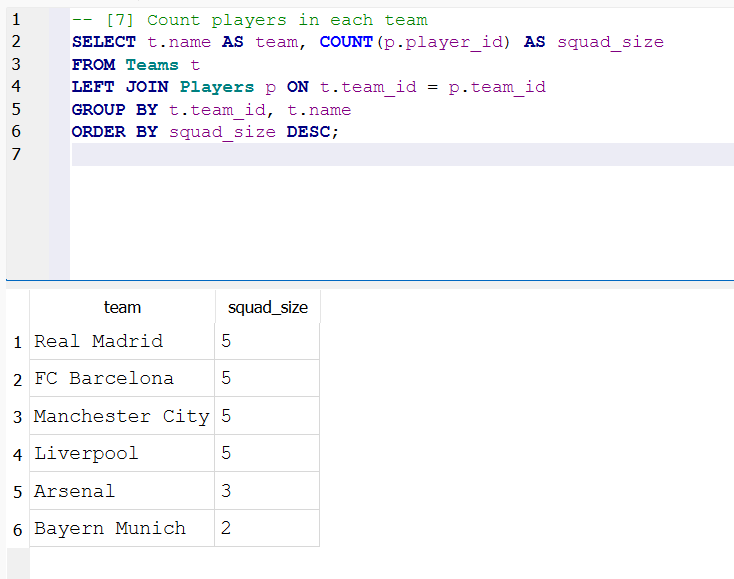 1 -- [7] Count players in each team
2 SELECT t.name AS team, COUNT(p.player_id) AS squad_size
3 FROM Teams t
4 LEFT JOIN Players p ON t.team_id = p.team_id
5 GROUP BY t.team_id, t.name
6 ORDER BY squad_size DESC;
7
team squad_size
1 Real Madrid 5
2 FC Barcelona 5
3 Manchester City 5
4 Liverpool 5
5 Arsenal 3
6 Bayern Munich 2